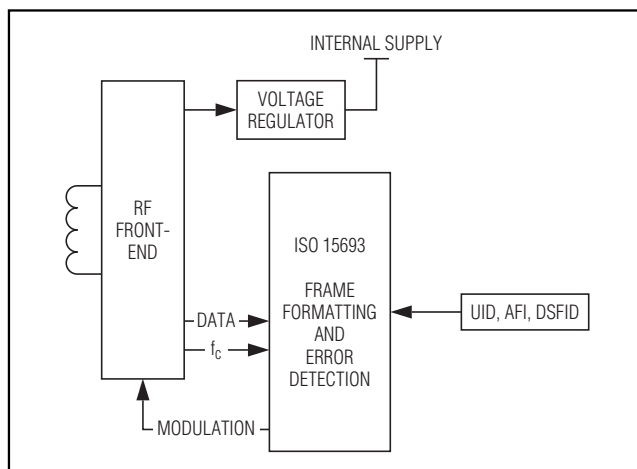 INTERNAL SUPPLY
VOLTAGE
REGULATOR
RF
FRONT-
END
ISO 15693
FRAME
FORMATTING
AND
ERROR
DETECTION
UID, AFI, DSFID
DATA
fc
MODULATION